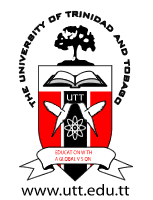 THE UNIVERSITY OF TRINIDAD AND TOBAGO
UTT
EDUCATION WITH
A GLOBAL VISION
www.utt.edu.tt